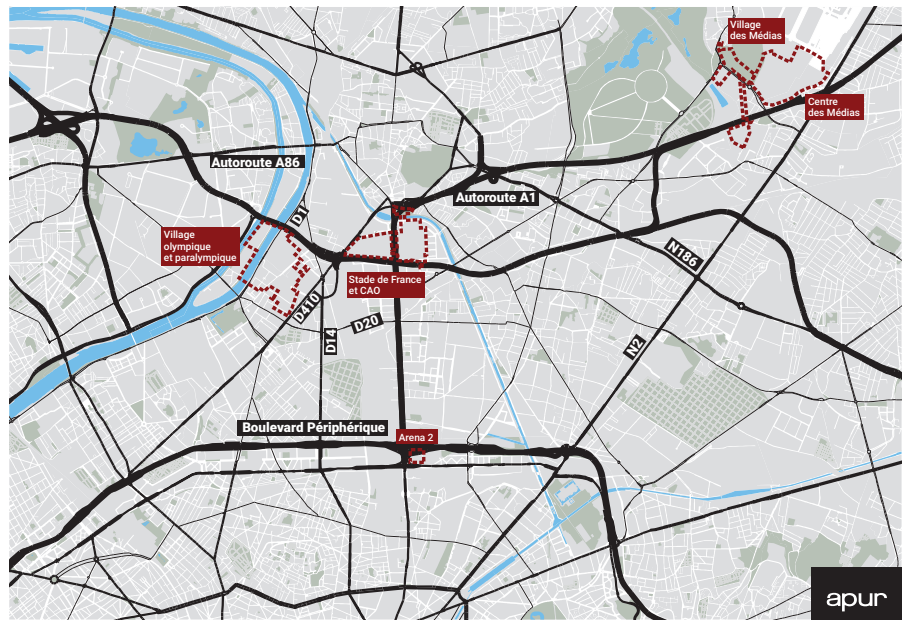 Village
des Médias
Centre
des Médias
Autoroute A86
Autoroute A1
D1
Village
olympique
et paralympique
N186
Stade de France
et CAO
D410
D20
D14
N2
Boulevard Périphérique
Arena 2
apur